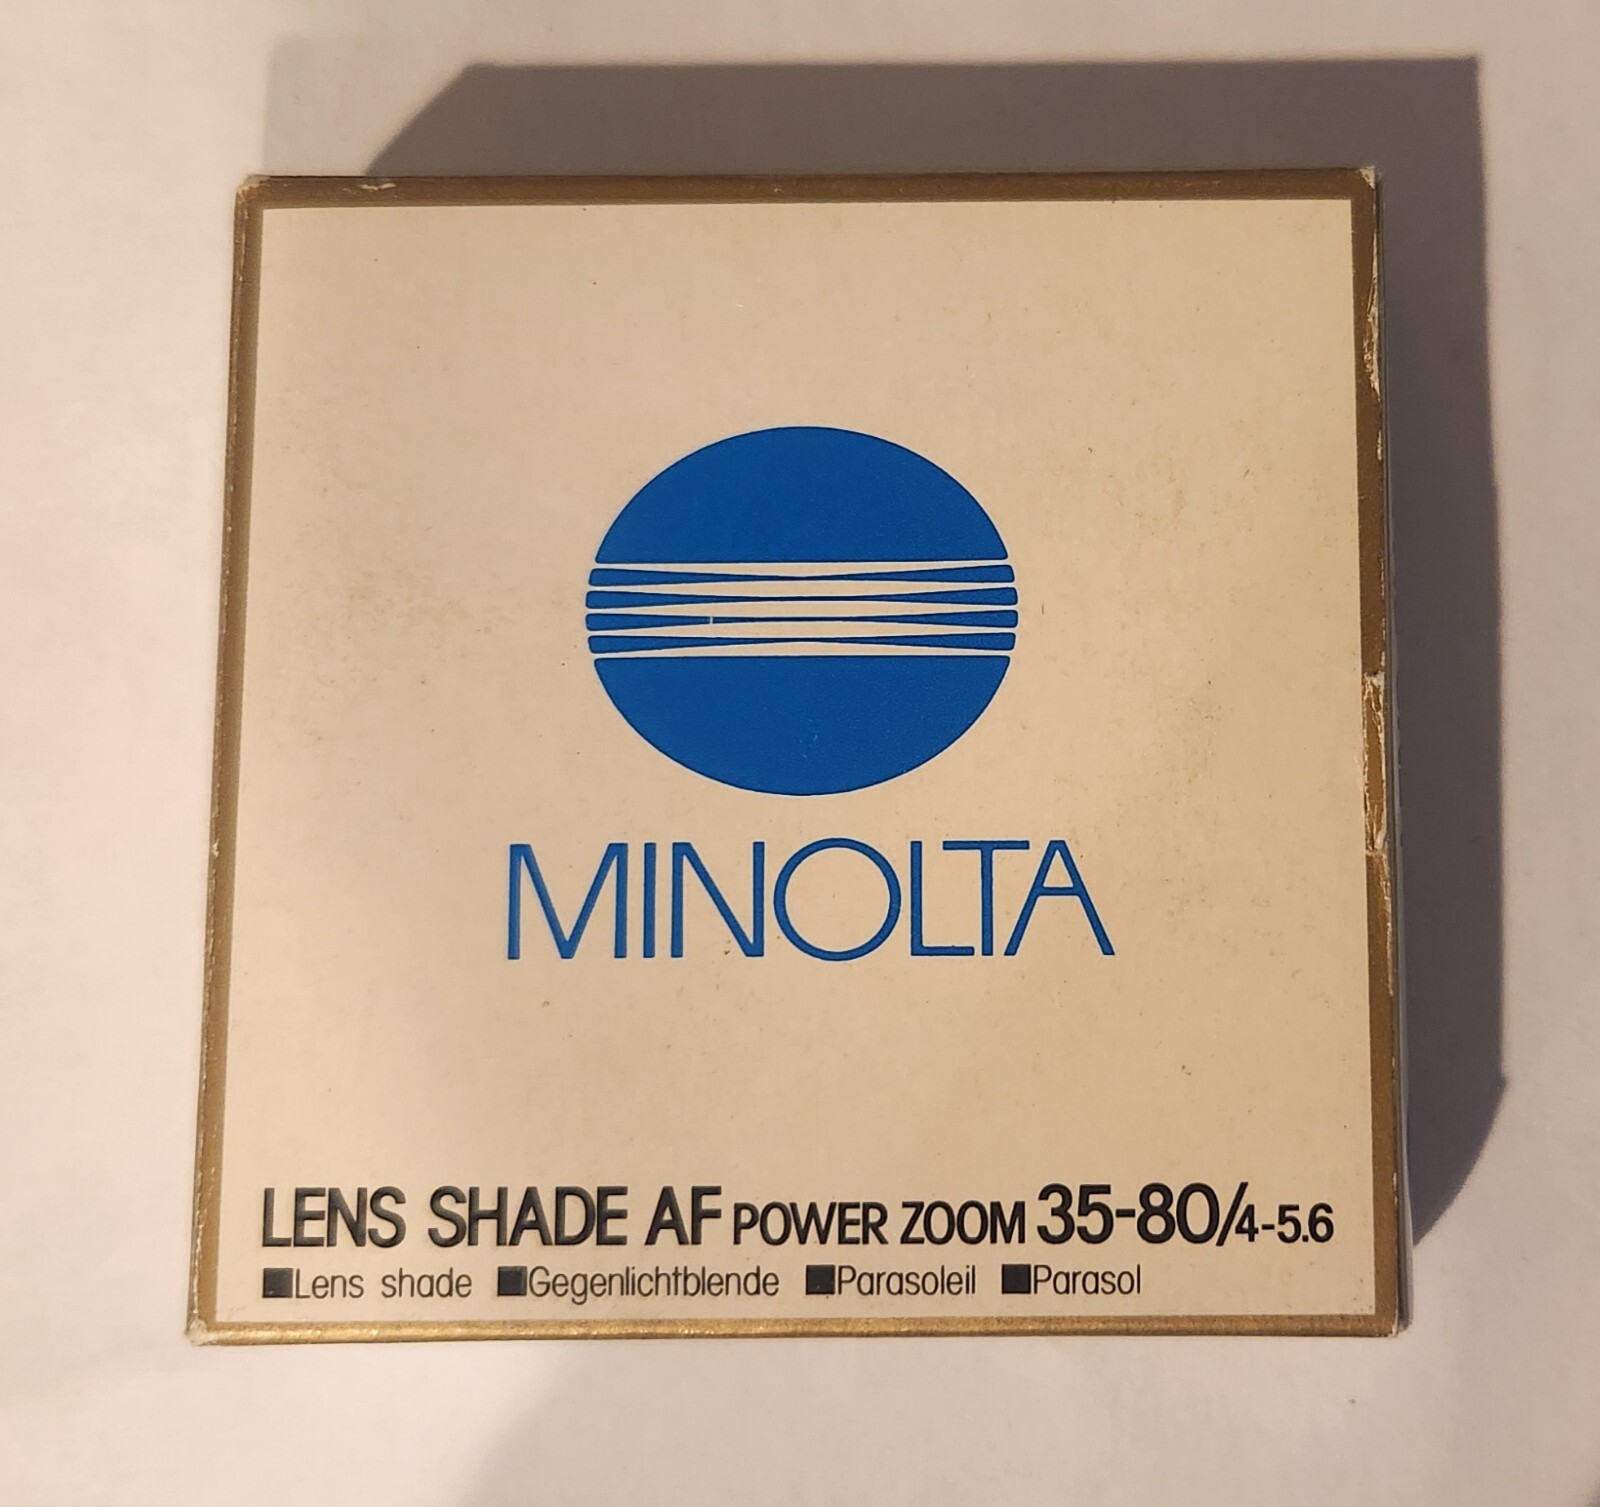 MINOLTA
LENS SHADE AF POWER ZOOM 35-80/4-5.6
■Lens shade ■Gegenlichtblende ■Parasoleil ■Parasol